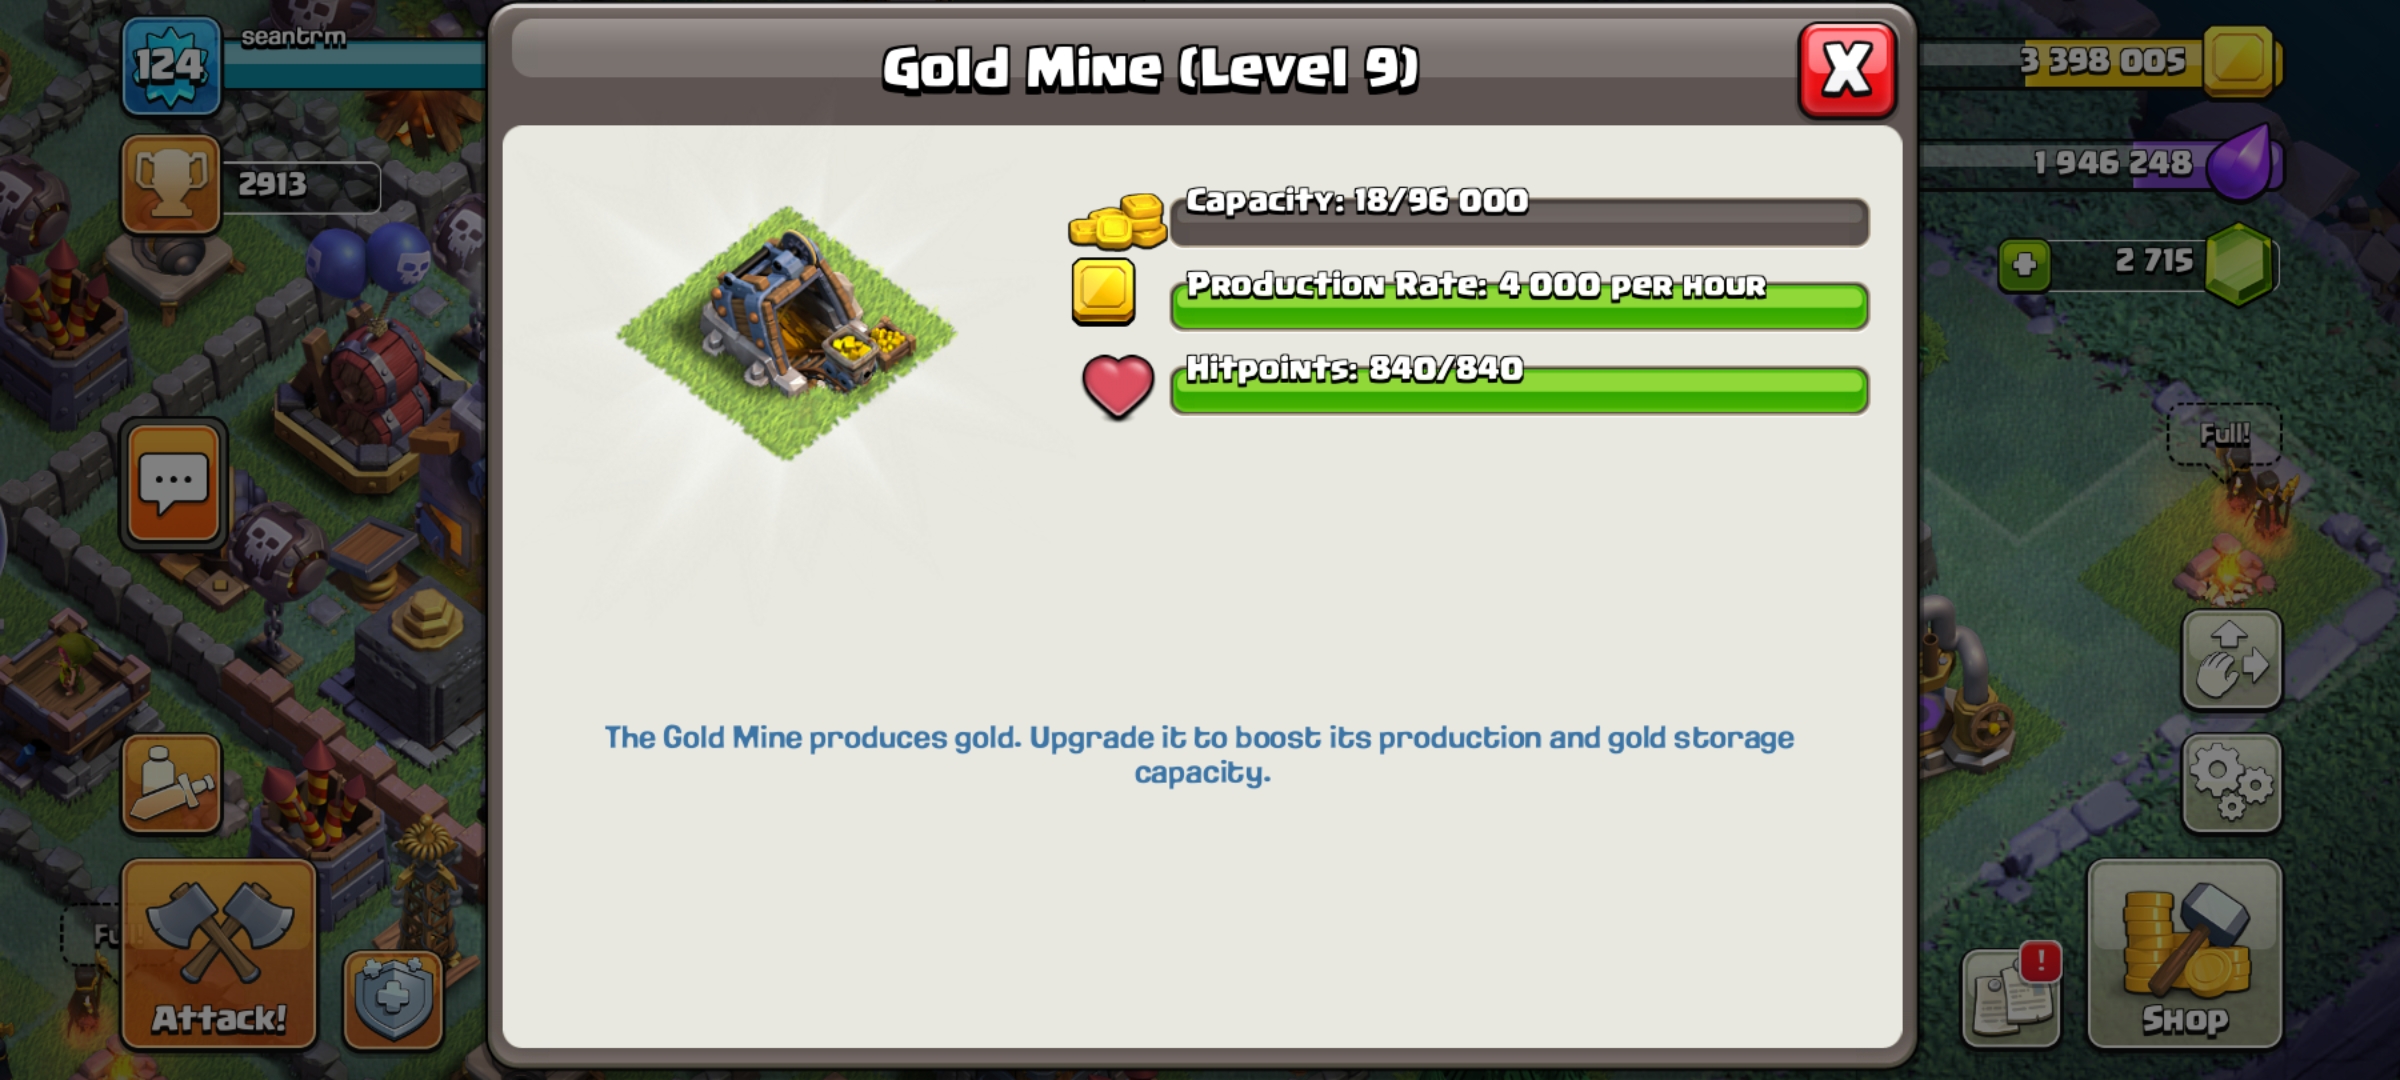 124
seantrm
Gold Mine (Level 9)
X
3 398 005
2913
Capacity: 18/96 000
1 946 248
Production Rate: 4 000 per hour
2 715
Hitpoints: 840/840
Full!
The Gold Mine produces gold. Upgrade it to boost its production and gold storage
capacity.
Full!
!
Attack!
Shop